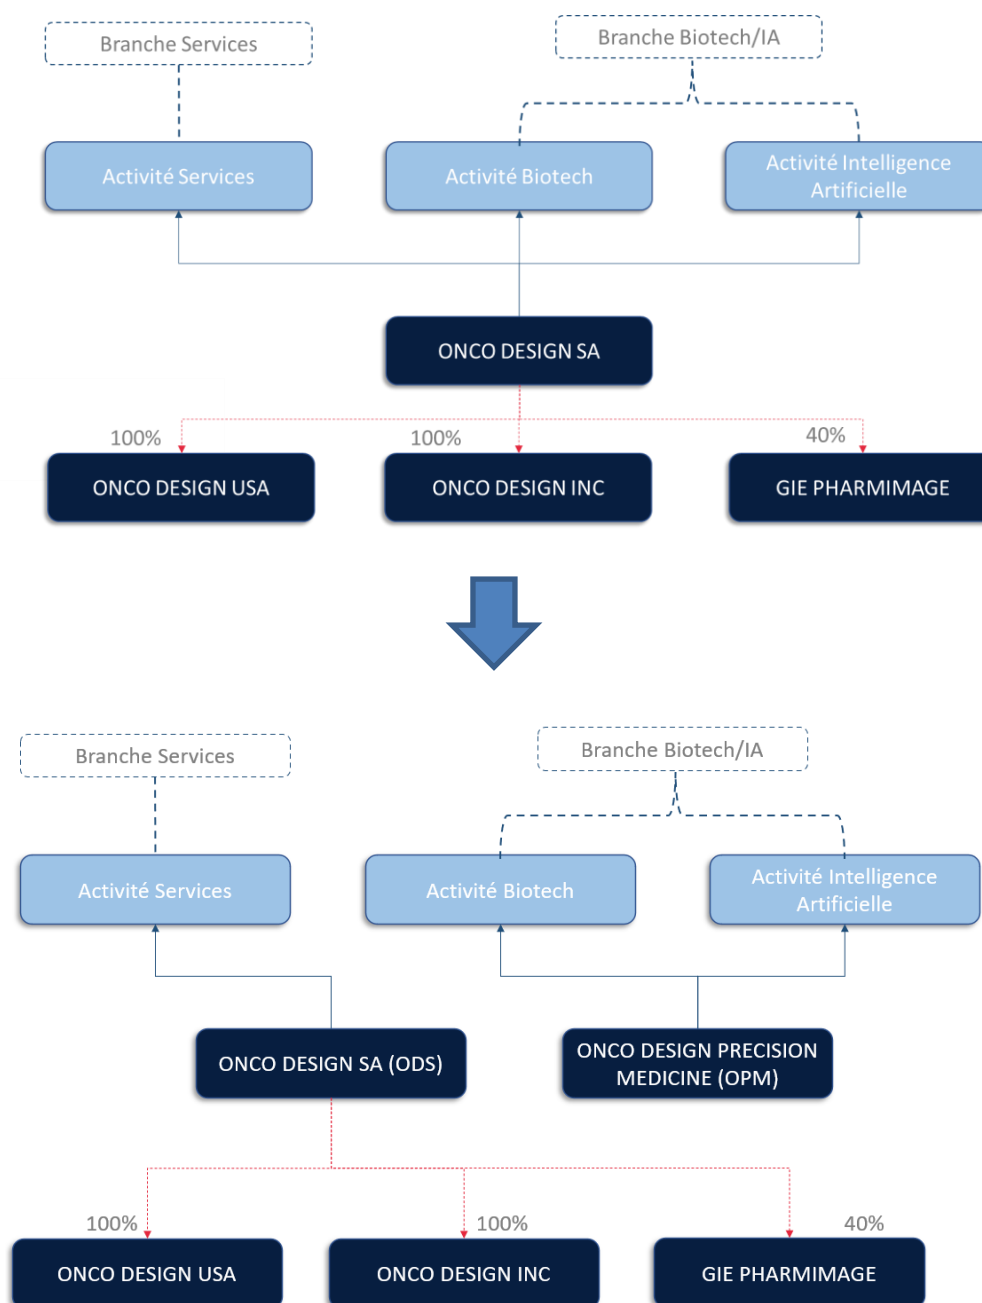 Branche Services
Branche Biotech/IA
Activité Services
Activité Biotech
Activité Intelligence
Artificielle
ONCO DESIGN SA
100%
100%
40%
ONCO DESIGN USA
ONCO DESIGN INC
GIE PHARMIMAGE
Branche Services
Branche Biotech/IA
Activité Services
Activité Biotech
Activité Intelligence
Artificielle
ONCO DESIGN SA (ODS)
ONCO DESIGN PRECISION
MEDICINE (OPM)
100%
100%
40%
ONCO DESIGN USA
ONCO DESIGN INC
GIE PHARMIMAGE